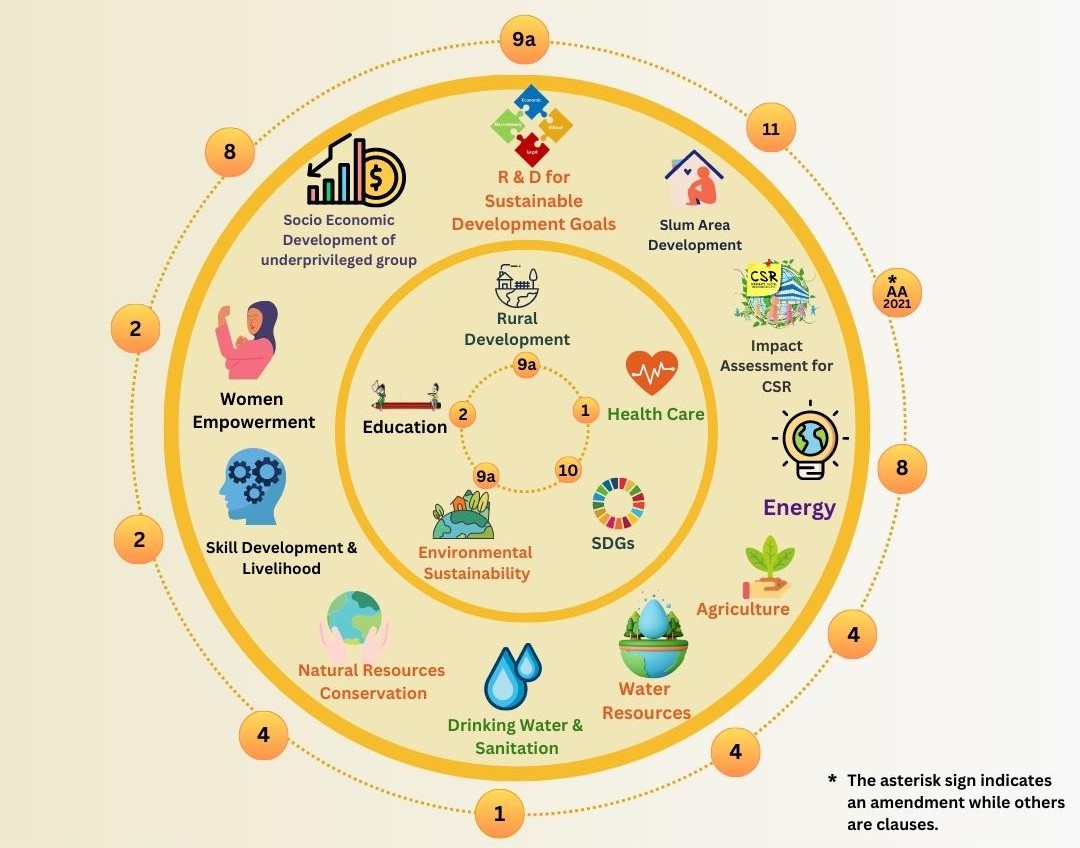 9a
11
8
Economic
Ethical
Legal
R & D for
Sustainable
Development Goals
Socio Economic
Development of
underprivileged group
$
Slum Area
Development
CSR
Impact
Assessment for
CSR
*
AA
2021
Rural
Development
9a
2
Women
Empowerment
Education
2
1
Health Care
Energy
8
9a
10
2
Skill Development &
Livelihood
Environmental
Sustainability
SDGs
Agriculture
4
Natural Resources
Conservation
Water
Resources
Drinking Water &
Sanitation
4
4
1
* The asterisk sign indicates
an amendment while others
are clauses.